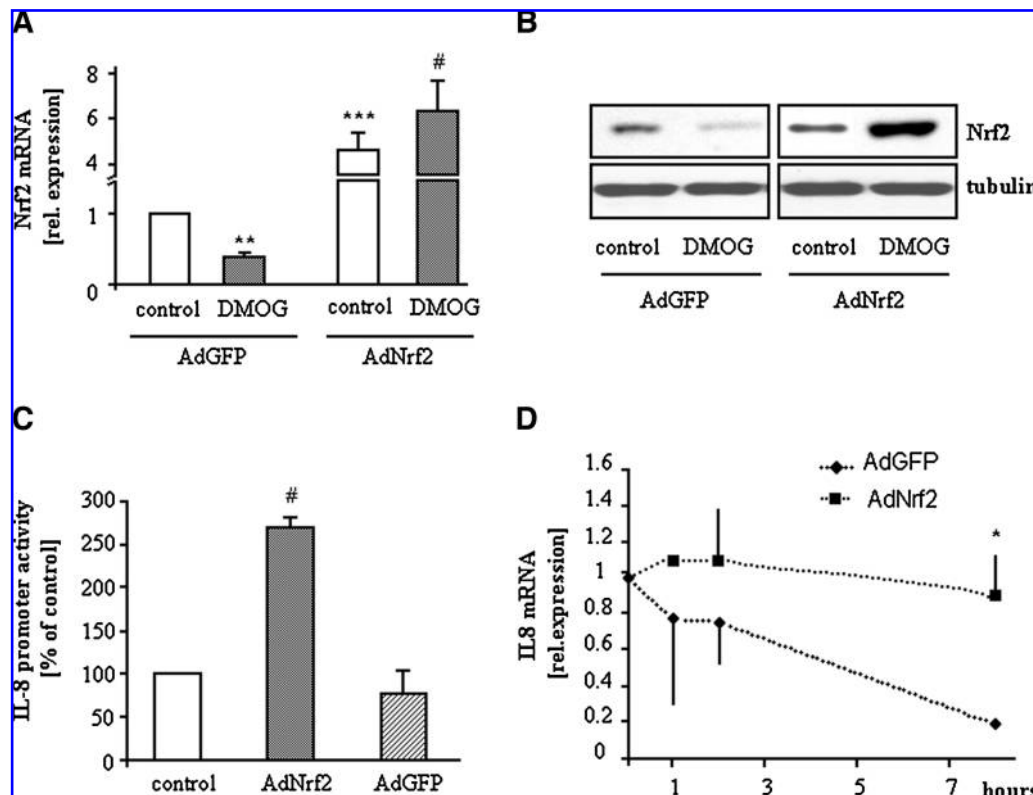 A
Nrf2 mRNA
[rel. expression]
8
6
4
1
0
**
***
#
control DMOG control DMOG
AdGFP AdNrf2
B
Nrf2
tubulin
control DMOG control DMOG
AdGFP AdNrf2
C
IL-8 promoter activity
[% of control]
300
250
200
150
100
50
0
#
control AdNrf2 AdGFP
D
IL8 mRNA
[rel.expression]
1.6
1.4
1.2
1
0.8
0.6
0.4
0.2
0
AdGFP
AdNrf2
*
1 3 5 7 hours